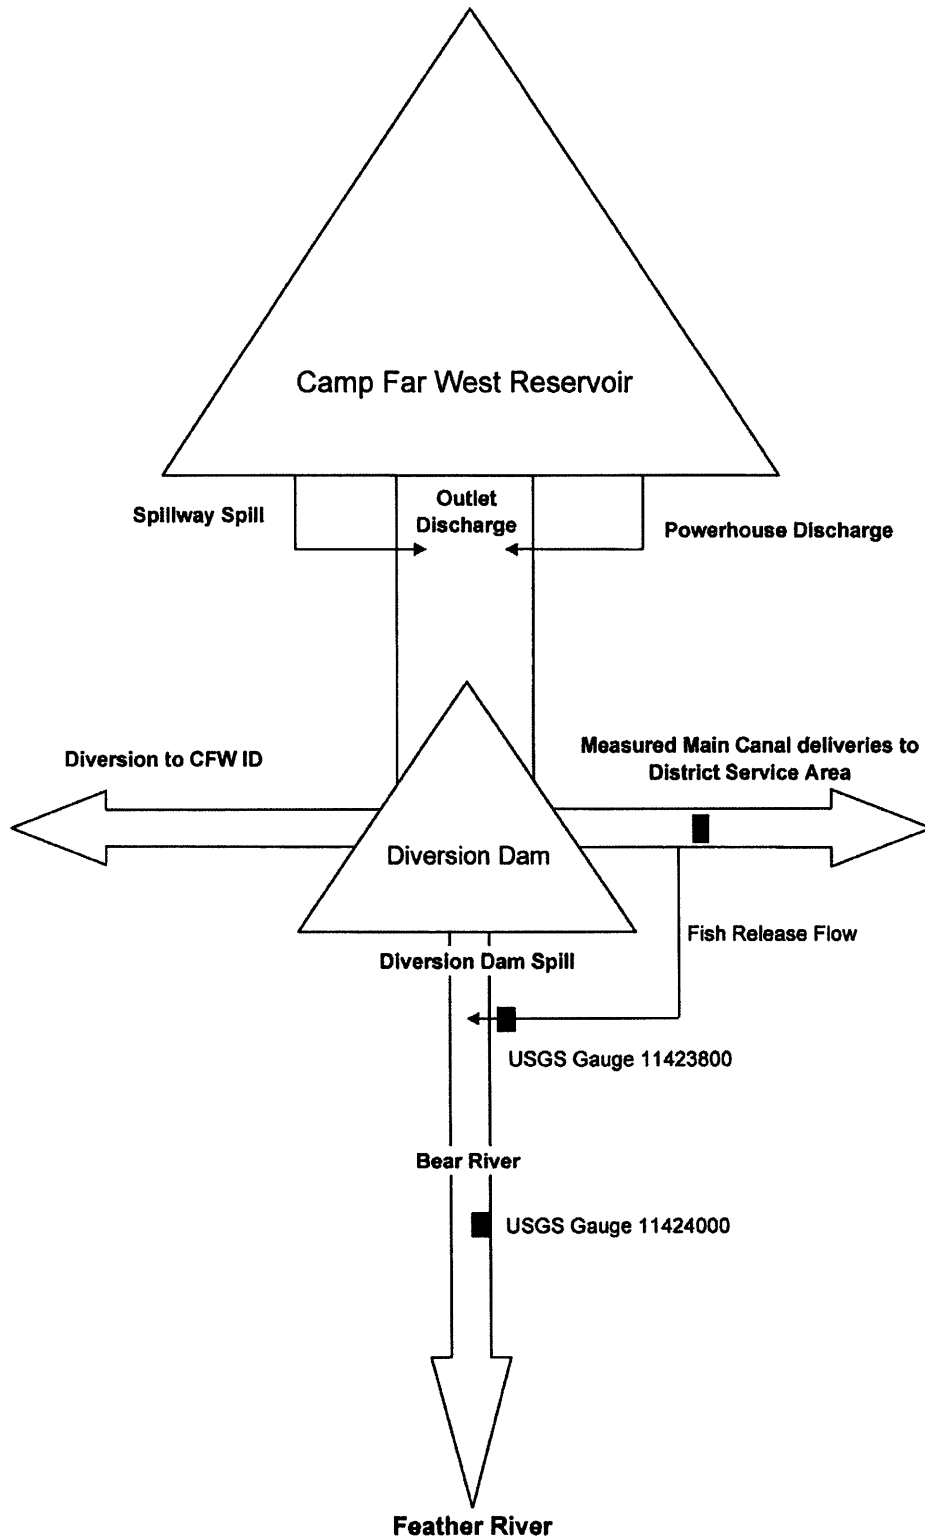 Camp Far West Reservoir
Spillway Spill
Outlet
Discharge
Powerhouse Discharge
Diversion to CFW ID
Measured Main Canal deliveries to
District Service Area
Diversion Dam
Fish Release Flow
Diversion Dam Spill
USGS Gauge 11423800
Bear River
USGS Gauge 11424000
Feather River